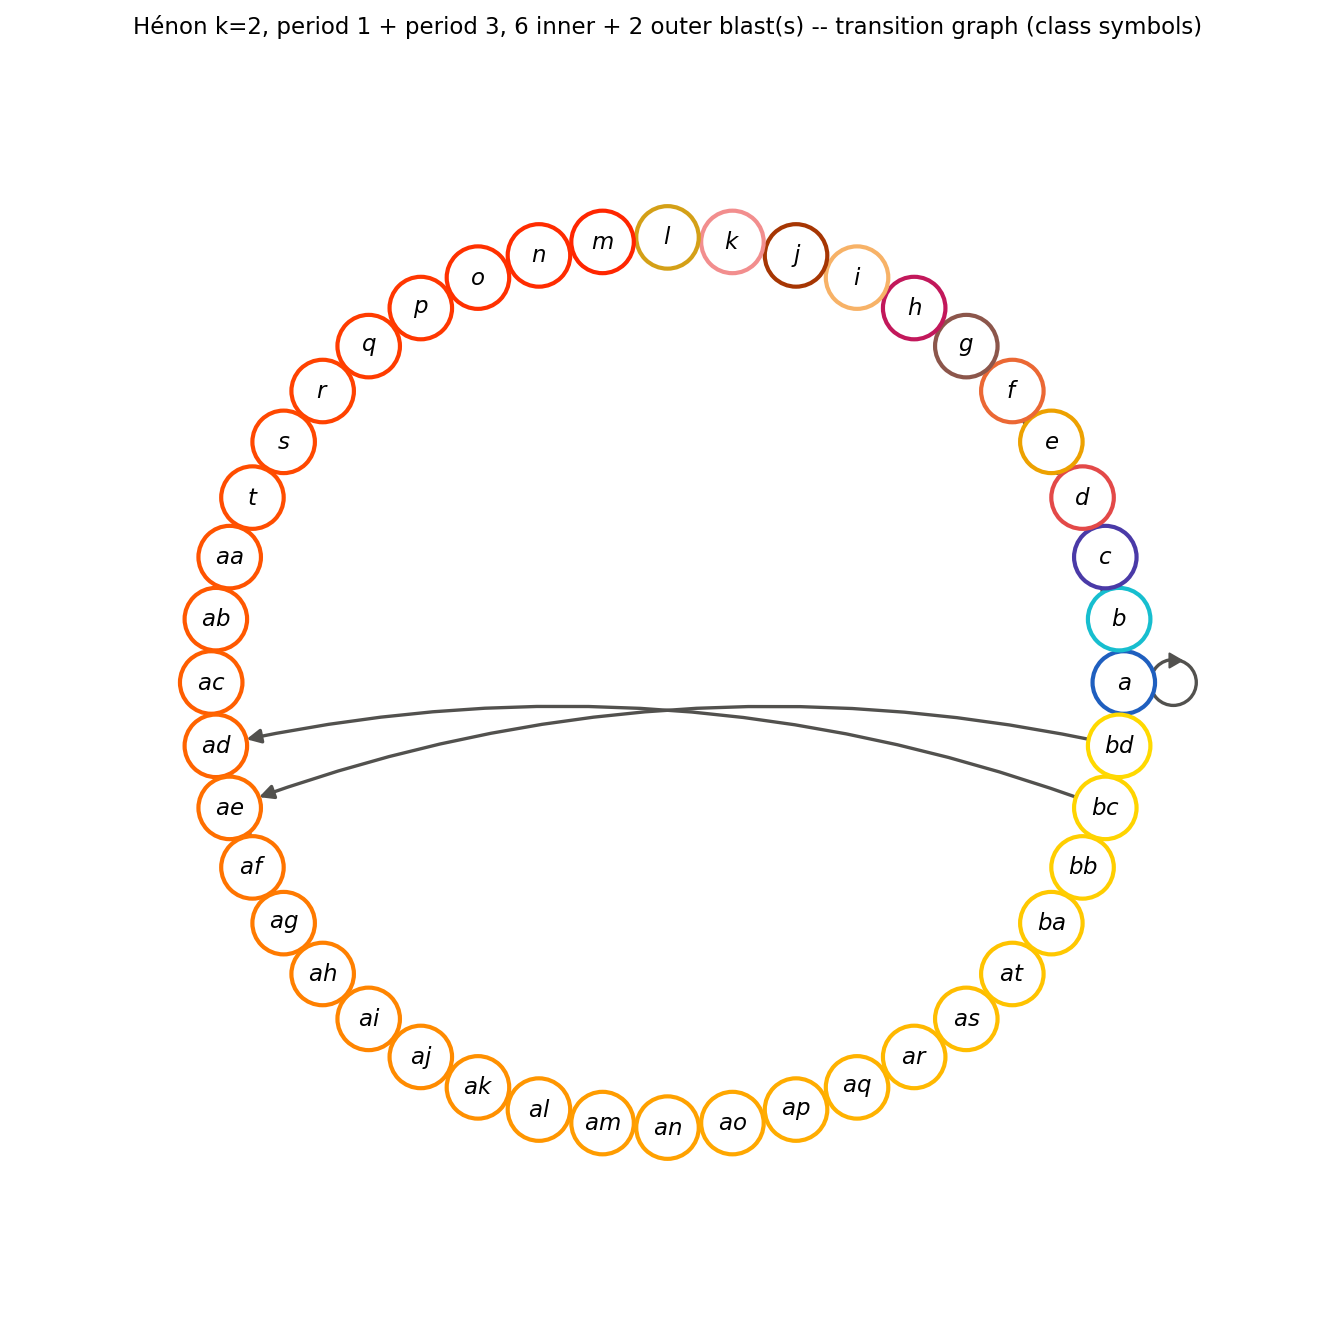 Hénon k=2, period 1 + period 3, 6 inner + 2 outer blast(s) -- transition graph (class symbols)
l
m
k
n
j
o
i
p
h
q
g
r
f
s
e
t
d
aa
c
ab
b
ac
a
ad
bd
ae
bc
af
bb
ag
ba
ah
at
ai
as
aj
ar
ak
aq
al
ap
am
ao
an